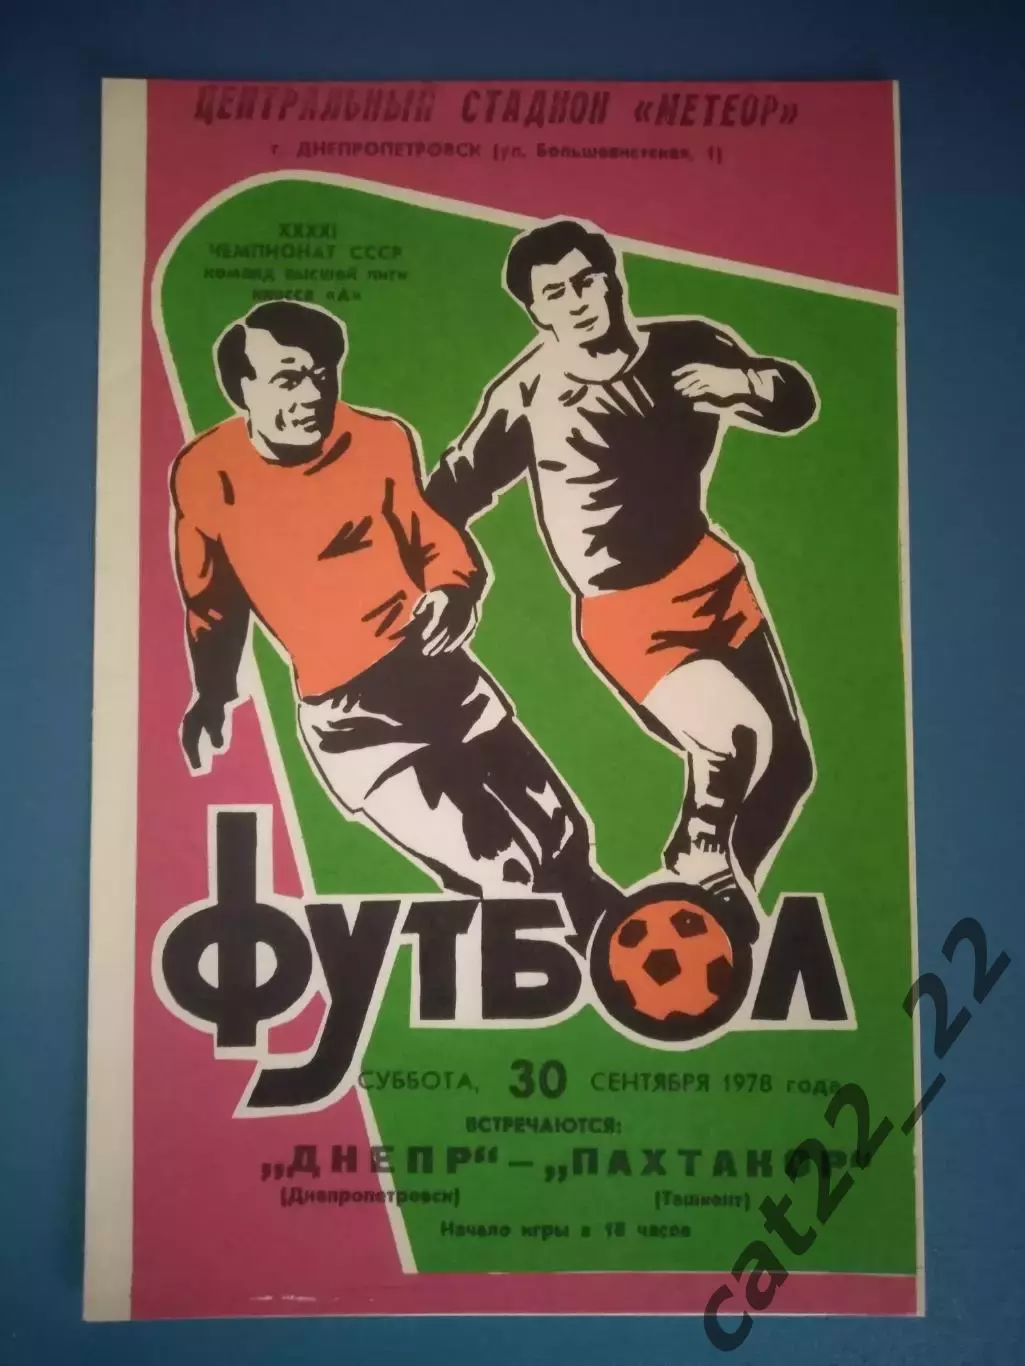 ЦЕНТРАЛЬНЫЙ СТАДИОН «МЕТЕОР»
г. ДНЕПРОПЕТРОВСК (ул. Большевистская, 1)
XXXXI
ЧЕМПИОНАТ СССР
команд высшей лиги
класса «А»
ФУТБОЛ
СУББОТА, 30 СЕНТЯБРЯ 1978 года
ВСТРЕЧАЮТСЯ:
„ДНЕПР“ – „ПАХТАКОР“
(Днепропетровск) (Ташкент)
Начало игры в 18 часов
cat22_22